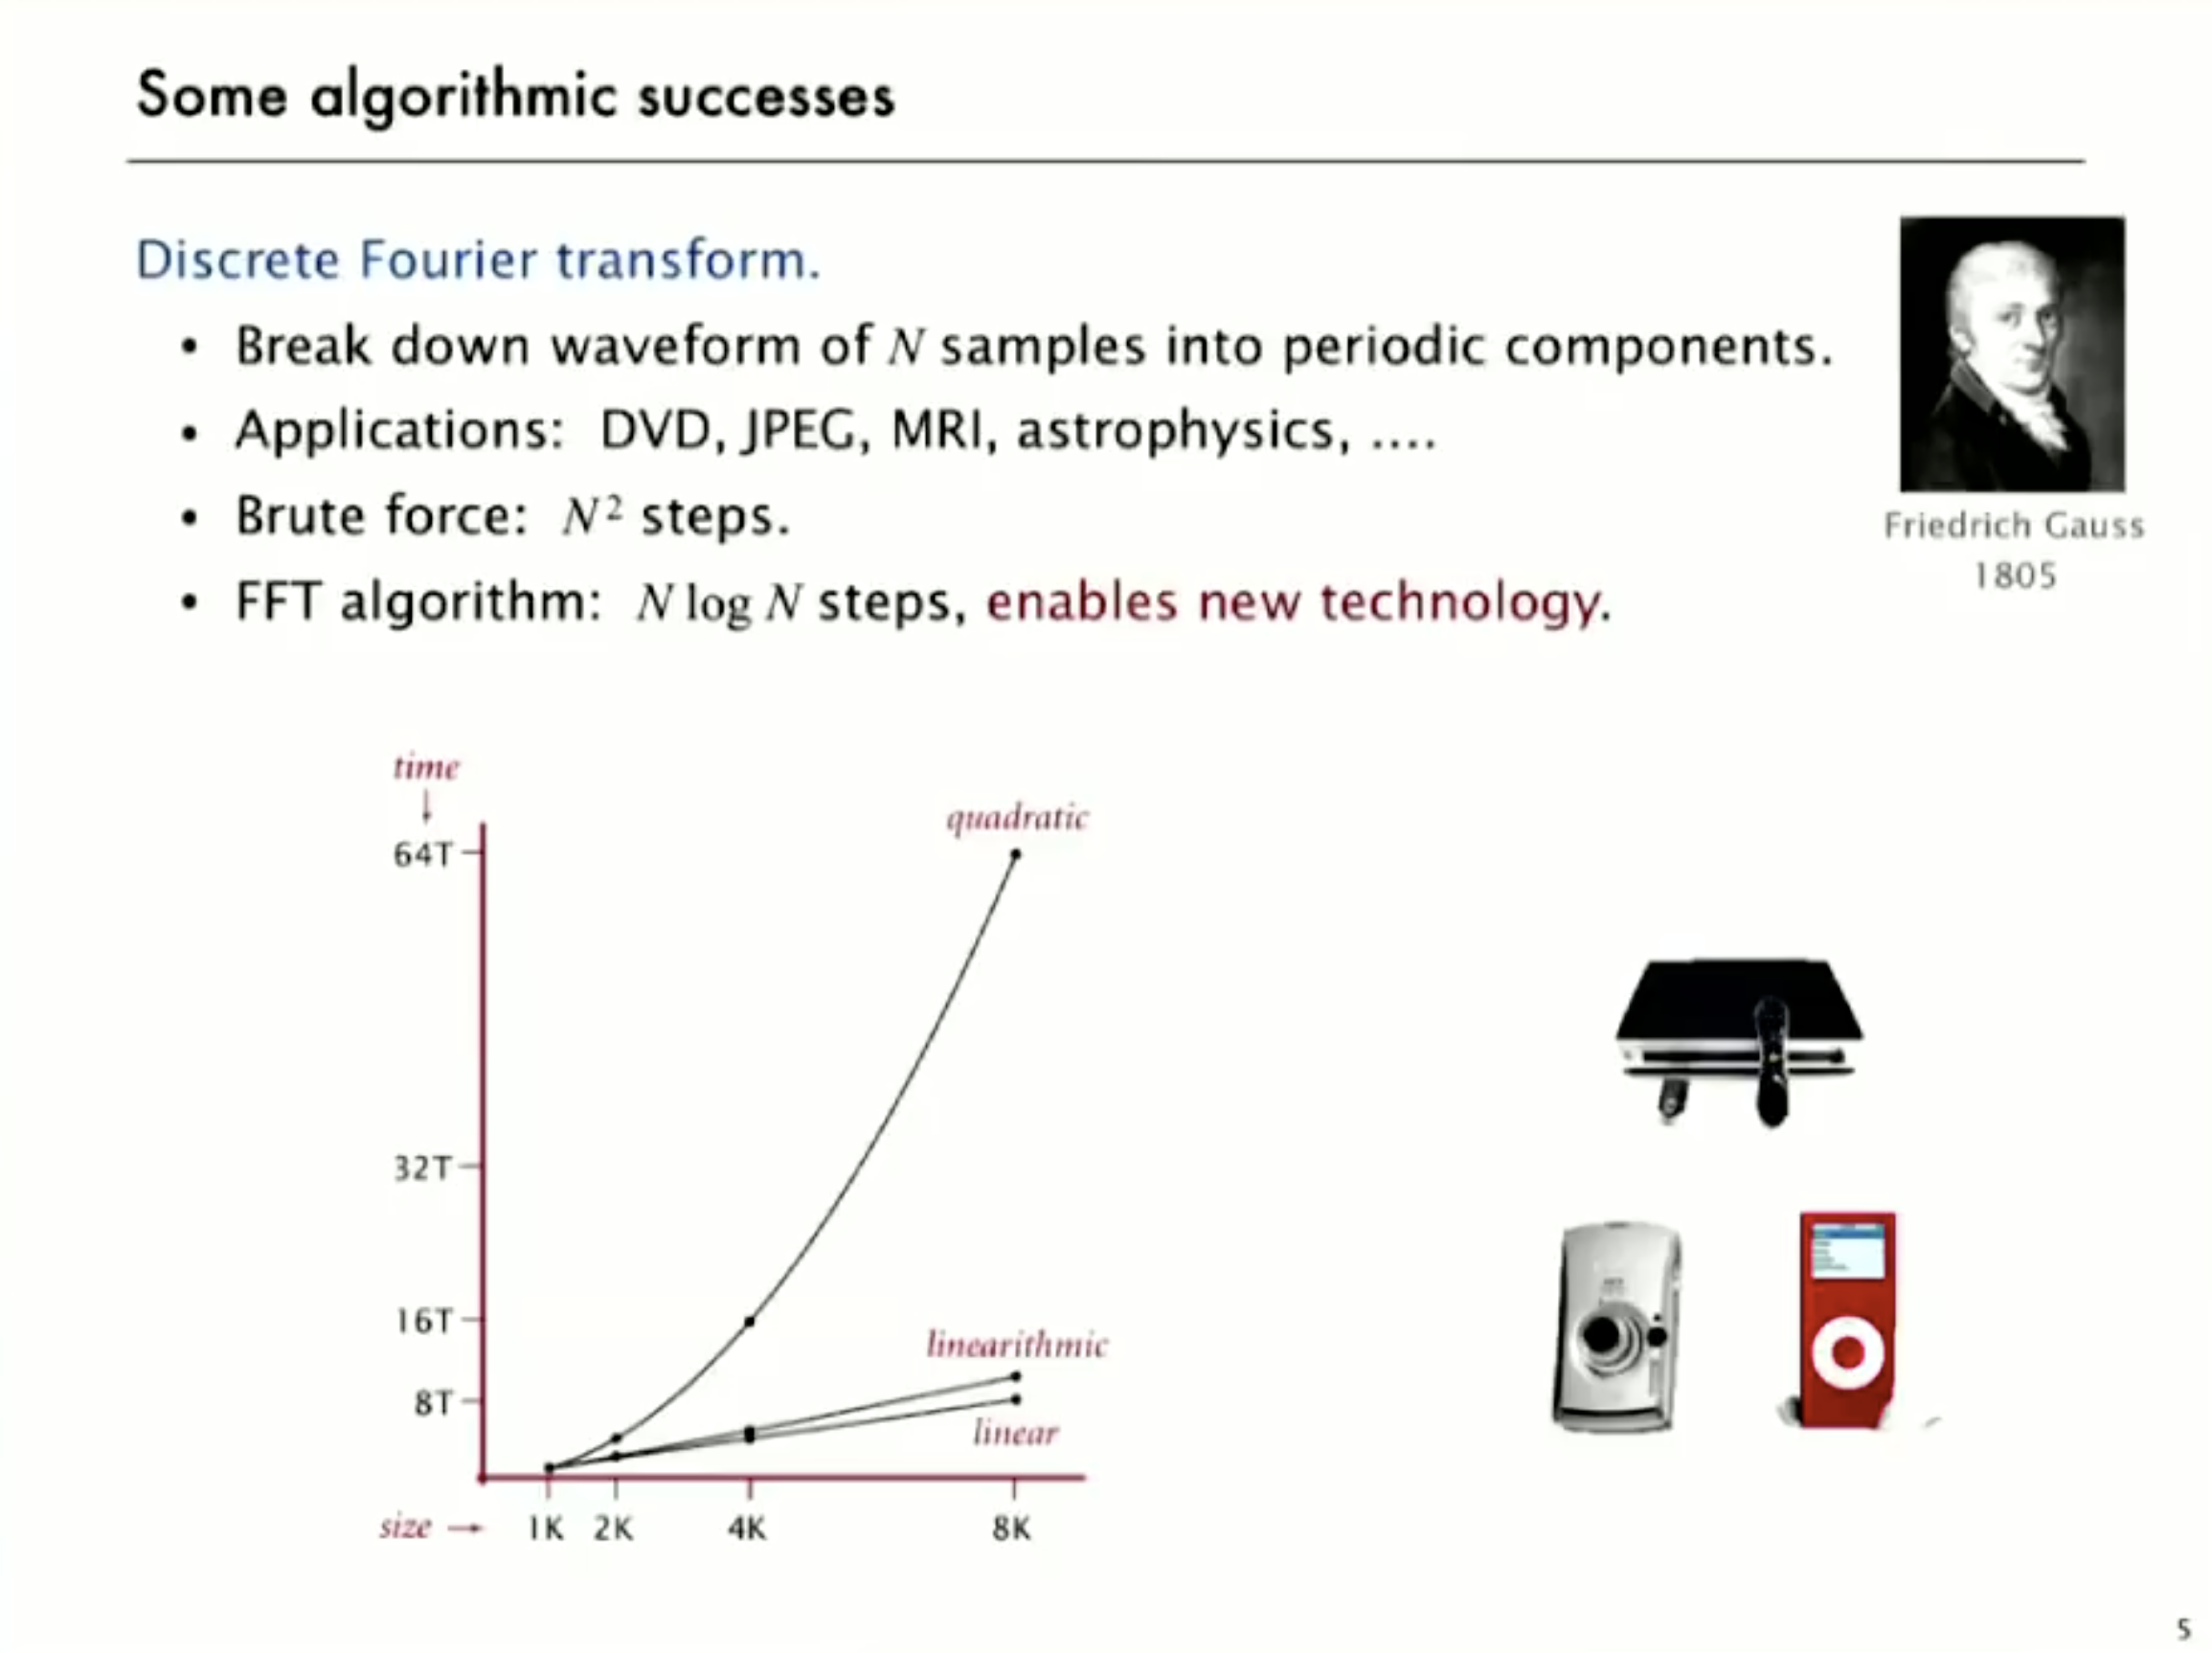 Some algorithmic successes
Discrete Fourier transform.
• Break down waveform of N samples into periodic components.
• Applications: DVD, JPEG, MRI, astrophysics, ....
• Brute force: N² steps.
• FFT algorithm: N log N steps, enables new technology.
Friedrich Gauss
1805
time
↓
64T
32T
16T
8T
quadratic
linearithmic
linear
size → 1K 2K 4K 8K
5